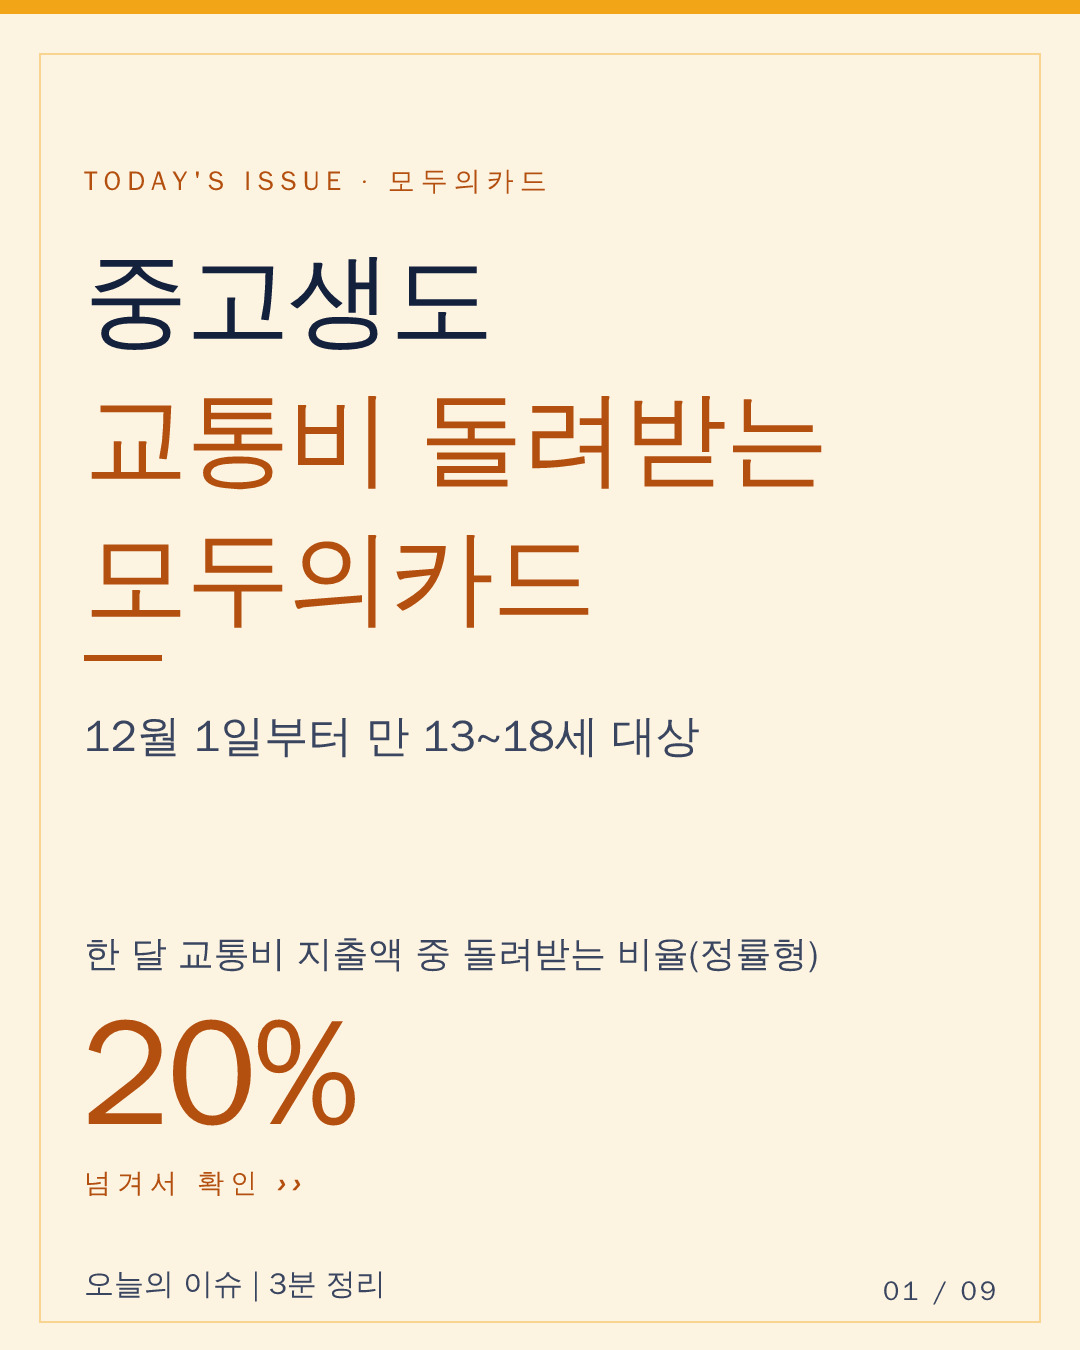 TODAY'S ISSUE · 모두의카드
중고생도
교통비 돌려받는
모두의카드
12월 1일부터 만 13~18세 대상
한 달 교통비 지출액 중 돌려받는 비율(정률형)
20%
넘겨서 확인 ››
오늘의 이슈 | 3분 정리
01 / 09